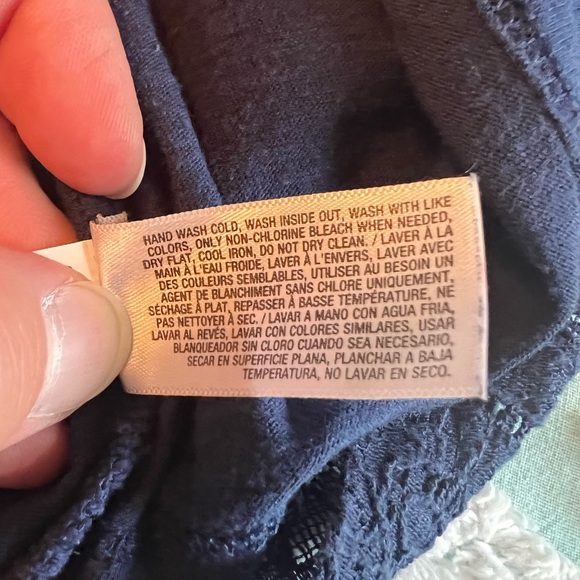 HAND WASH COLD, WASH INSIDE OUT, WASH WITH LIKE
COLORS, ONLY NON-CHLORINE BLEACH WHEN NEEDED,
DRY FLAT, COOL IRON, DO NOT DRY CLEAN. / LAVER À LA
MAIN À L'EAU FROIDE, LAVER À L'ENVERS, LAVER AVEC
DES COULEURS SEMBLABLES, UTILISER AU BESOIN UN
AGENT DE BLANCHIMENT SANS CHLORE UNIQUEMENT,
SÉCHAGE À PLAT, REPASSER À BASSE TEMPÉRATURE, NE
PAS NETTOYER À SEC. / LAVAR A MANO CON AGUA FRIA,
LAVAR AL REVÉS, LAVAR CON COLORES SIMILARES, USAR
BLANQUEADOR SIN CLORO CUANDO SEA NECESARIO,
SECAR EN SUPERFICIE PLANA, PLANCHAR A BAJA
TEMPERATURA, NO LAVAR EN SECO.